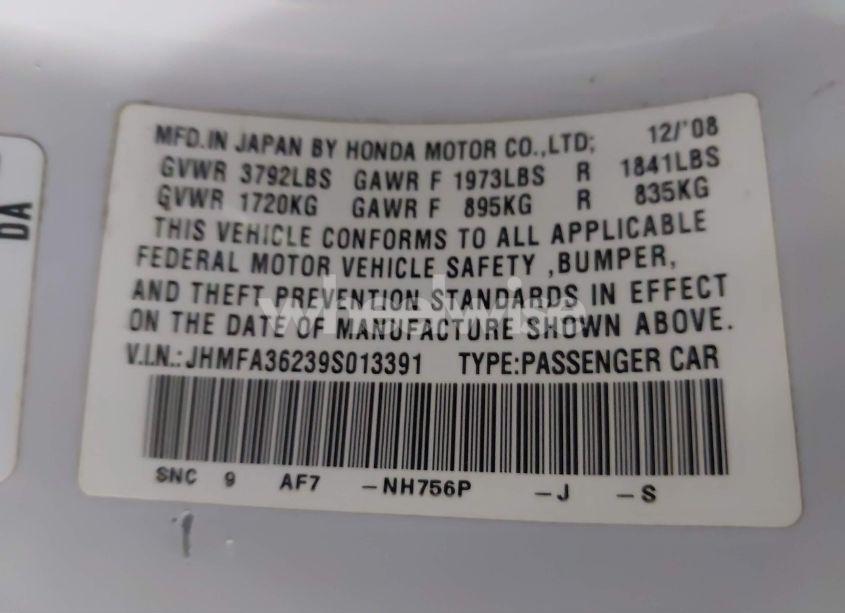 MFD.IN JAPAN BY HONDA MOTOR CO.,LTD; 12/'08
GVWR 3792LBS GAWR F 1973LBS R 1841LBS
GVWR 1720KG GAWR F 895KG R 835KG
THIS VEHICLE CONFORMS TO ALL APPLICABLE
FEDERAL MOTOR VEHICLE SAFETY ,BUMPER,
AND THEFT PREVENTION STANDARDS IN EFFECT
ON THE DATE OF MANUFACTURE SHOWN ABOVE.
V.I.N.: JHMFA36239S013391 TYPE:PASSENGER CAR
SNC 9 AF7 -NH756P -J -S
DA
wheelwise